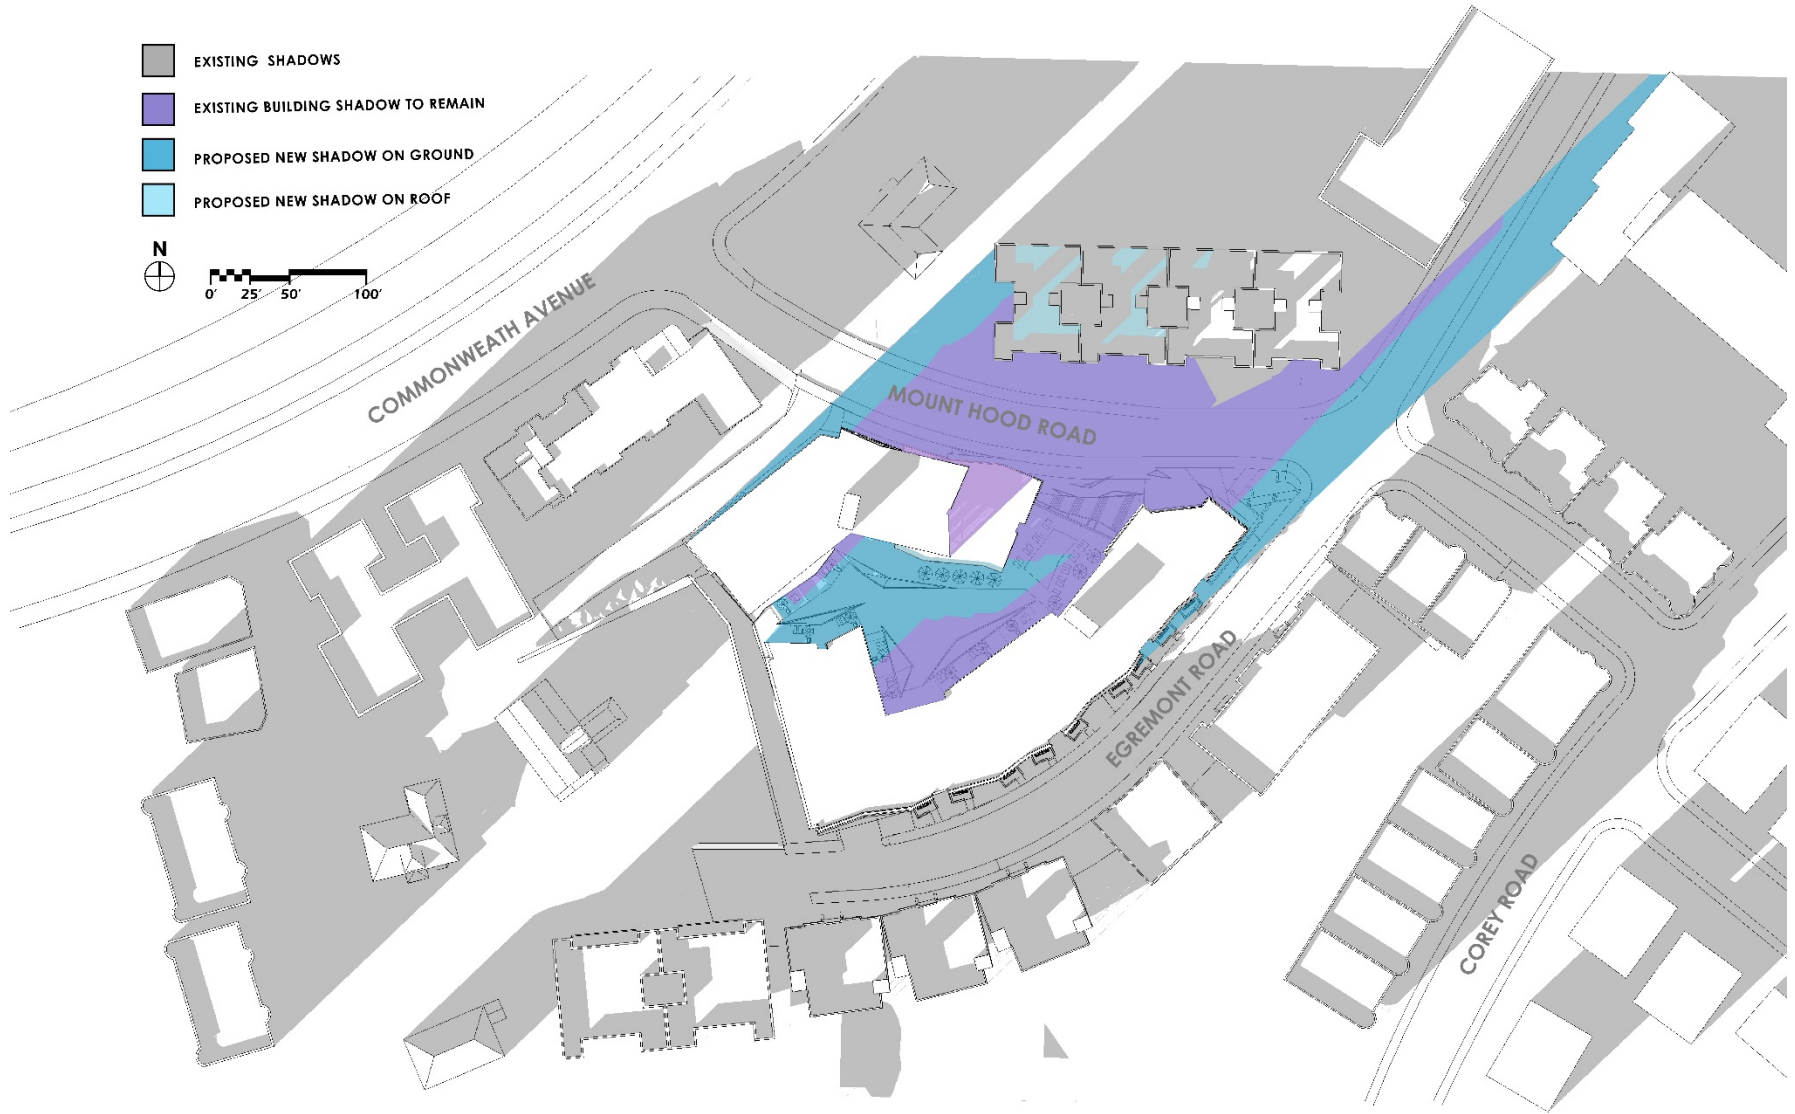 EXISTING SHADOWS
EXISTING BUILDING SHADOW TO REMAIN
PROPOSED NEW SHADOW ON GROUND
PROPOSED NEW SHADOW ON ROOF
N
0' 25' 50' 100'
COMMONWEATH AVENUE
MOUNT HOOD ROAD
EGREMONT ROAD
COREY ROAD